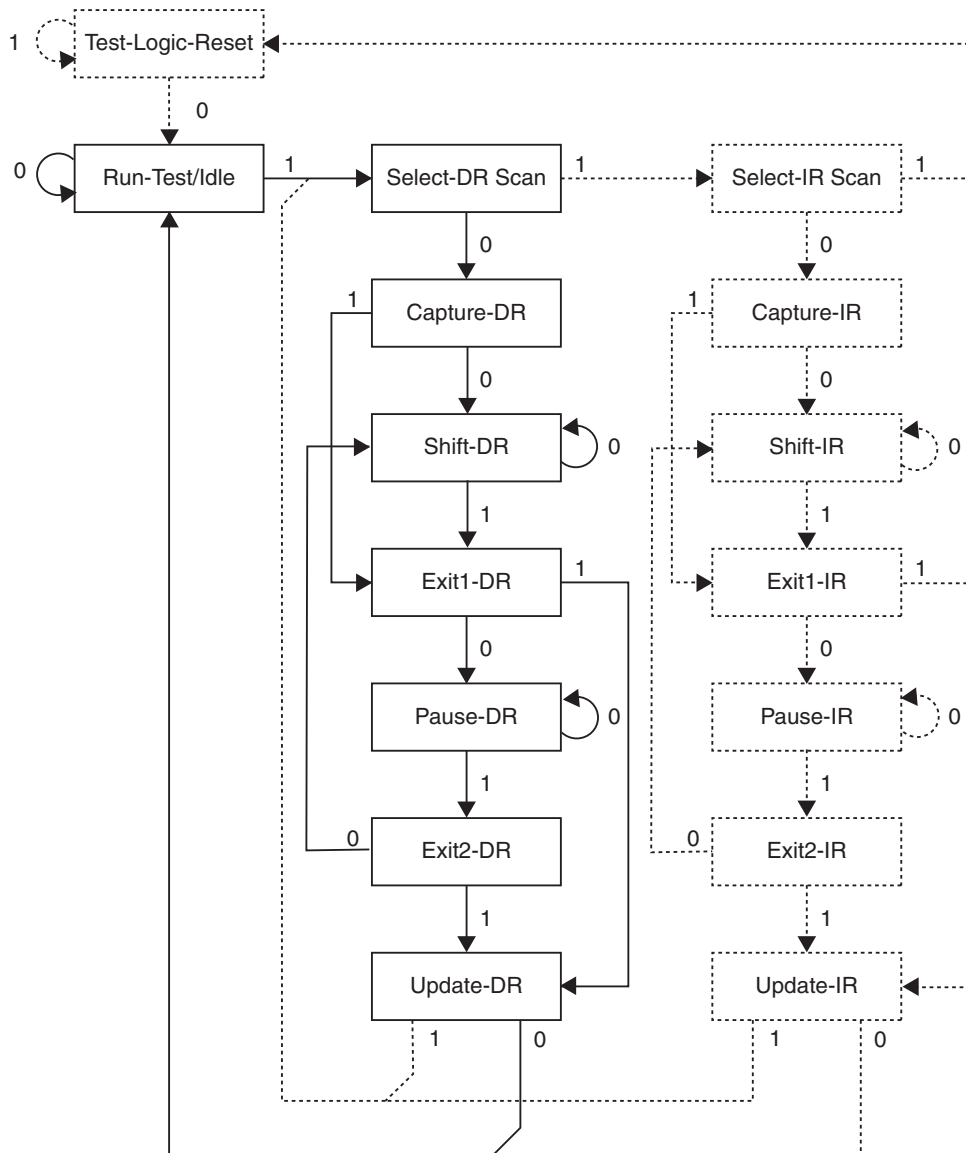 1
Test-Logic-Reset
0
0
Run-Test/Idle
1
Select-DR Scan
1
Select-IR Scan
1
0
0
1
Capture-DR
1
Capture-IR
0
0
Shift-DR
0
Shift-IR
0
1
1
Exit1-DR
1
Exit1-IR
1
0
0
Pause-DR
0
Pause-IR
0
1
1
0
Exit2-DR
0
Exit2-IR
1
1
Update-DR
Update-IR
1
0
1
0